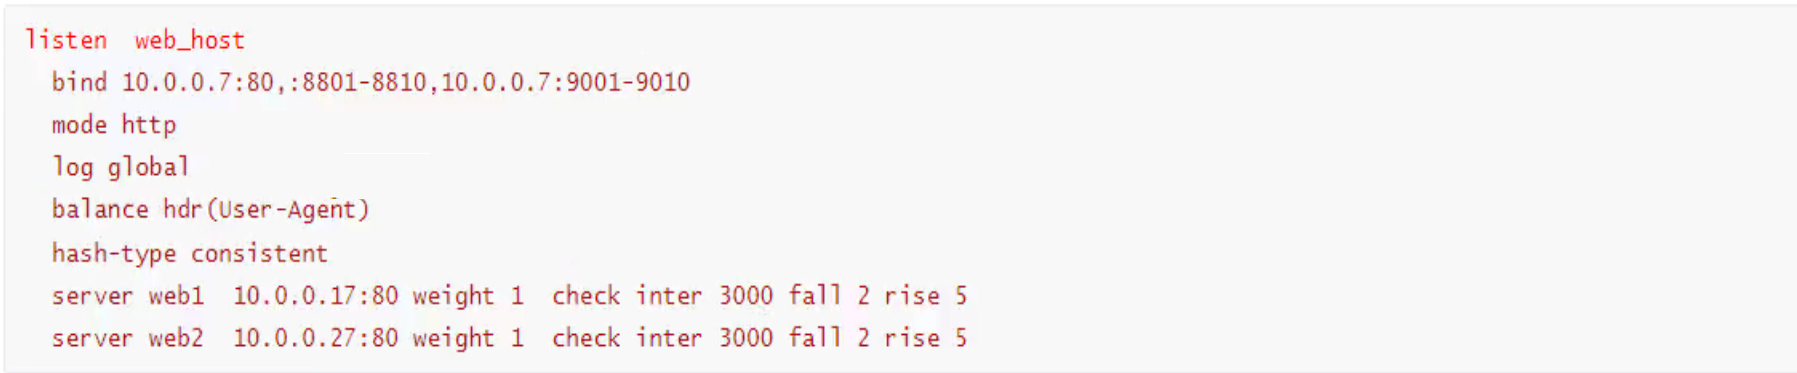 listen  web_host
bind 10.0.0.7:80,:8801-8810,10.0.0.7:9001-9010
mode http
log global
balance hdr(User-Agent)
hash-type consistent
server web1  10.0.0.17:80 weight 1  check inter 3000 fall 2 rise 5
server web2  10.0.0.27:80 weight 1  check inter 3000 fall 2 rise 5